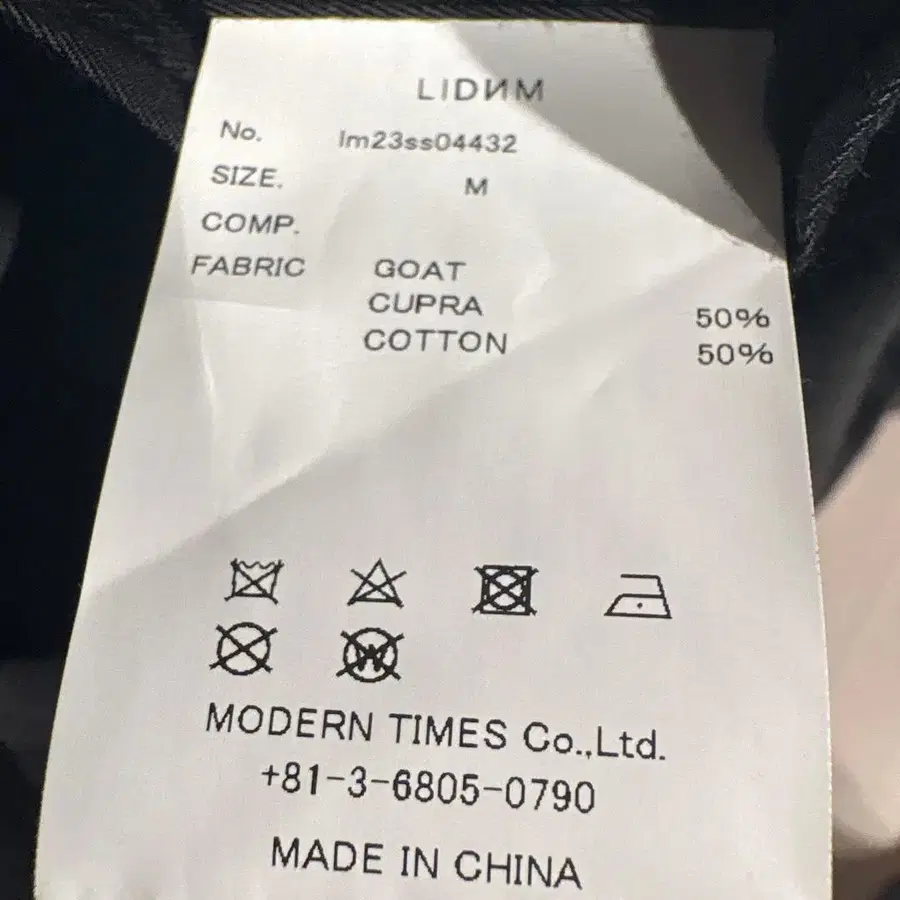 LIDИM
No. lm23ss04432
SIZE. M
COMP.
FABRIC GOAT
CUPRA 50%
COTTON 50%
W
MODERN TIMES Co.,Ltd.
+81-3-6805-0790
MADE IN CHINA